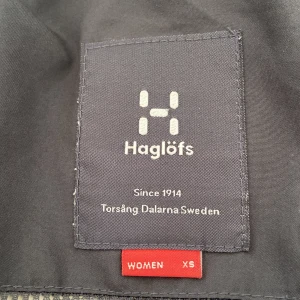 Haglöfs
Since 1914
Torsång Dalarna Sweden
WOMEN XS